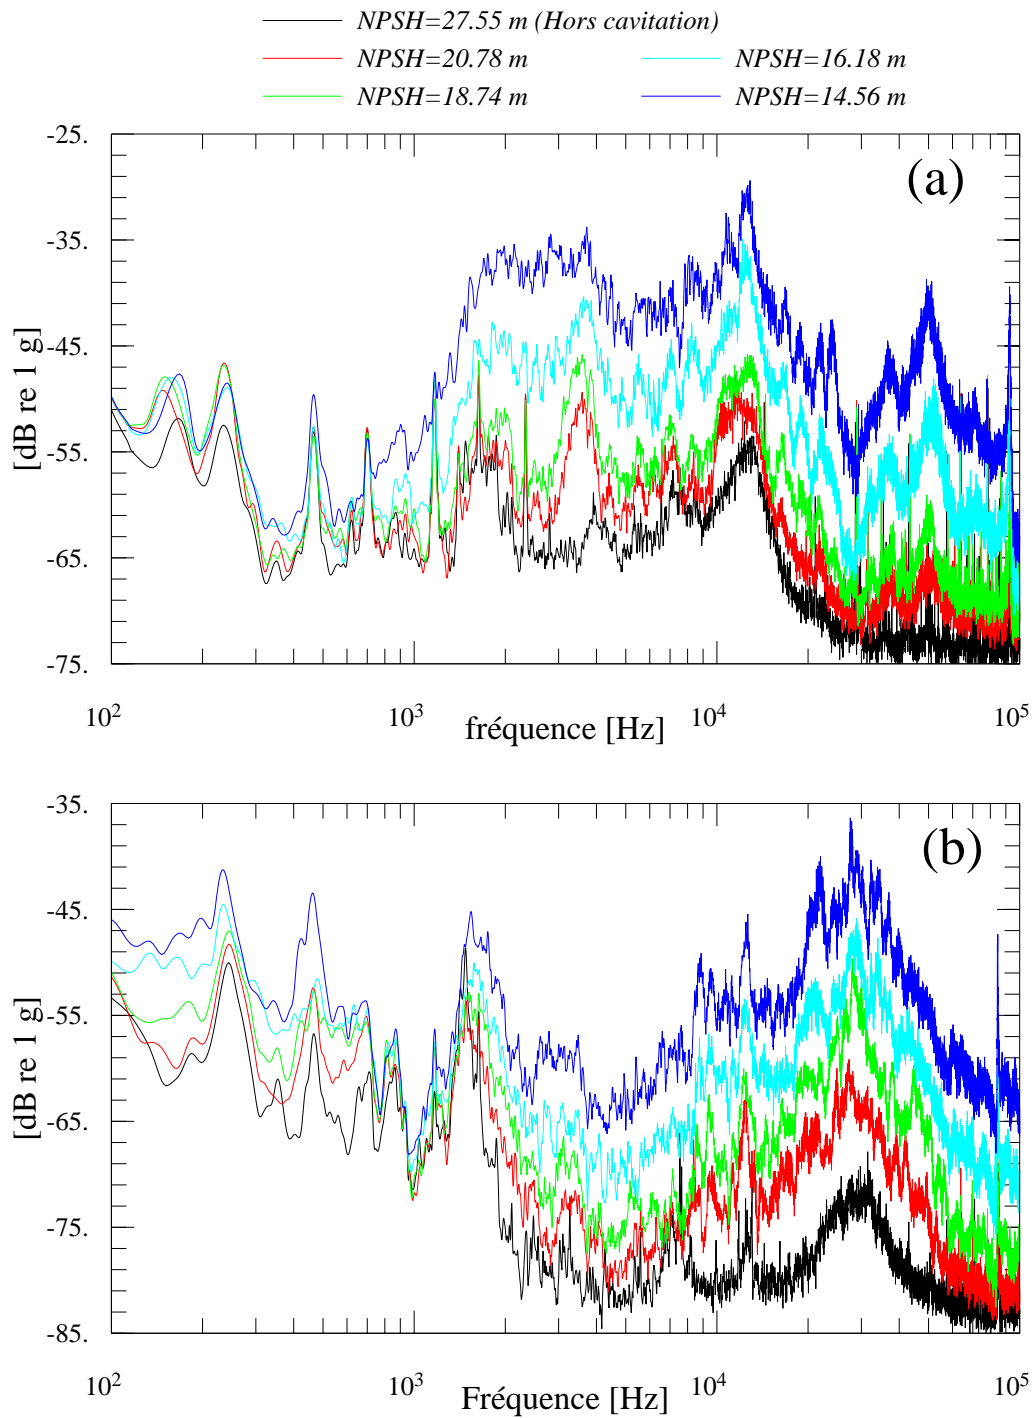 NPSH=27.55 m (Hors cavitation)
NPSH=20.78 m
NPSH=16.18 m
NPSH=18.74 m
NPSH=14.56 m
(a)
-25.
-35.
-45.
-55.
-65.
-75.
[dB re 1 g]
10²
10³
10⁴
10⁵
fréquence [Hz]
(b)
-35.
-45.
-55.
-65.
-75.
-85.
[dB re 1 g]
10²
10³
10⁴
10⁵
Fréquence [Hz]